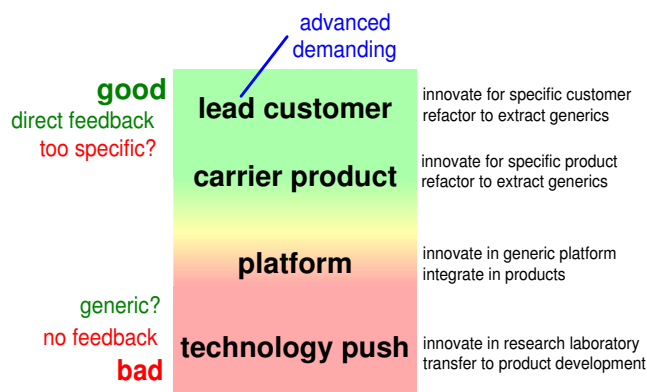 advanced
demanding
good
direct feedback
too specific?
lead customer
innovate for specific customer
refactor to extract generics
carrier product
innovate for specific product
refactor to extract generics
platform
innovate in generic platform
integrate in products
generic?
no feedback
bad
technology push
innovate in research laboratory
transfer to product development